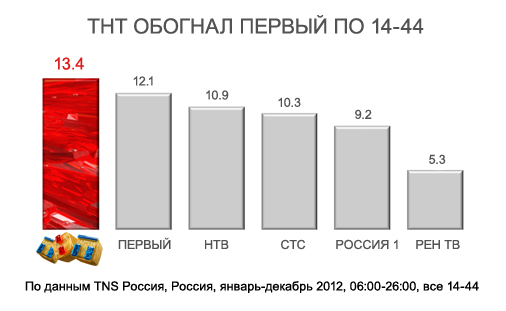 ТНТ ОБОГНАЛ ПЕРВЫЙ ПО 14-44
13.4
12.1
10.9
10.3
9.2
5.3
ПЕРВЫЙ НТВ СТС РОССИЯ 1 РЕН ТВ
По данным TNS Россия, Россия, январь-декабрь 2012, 06:00-26:00, все 14-44